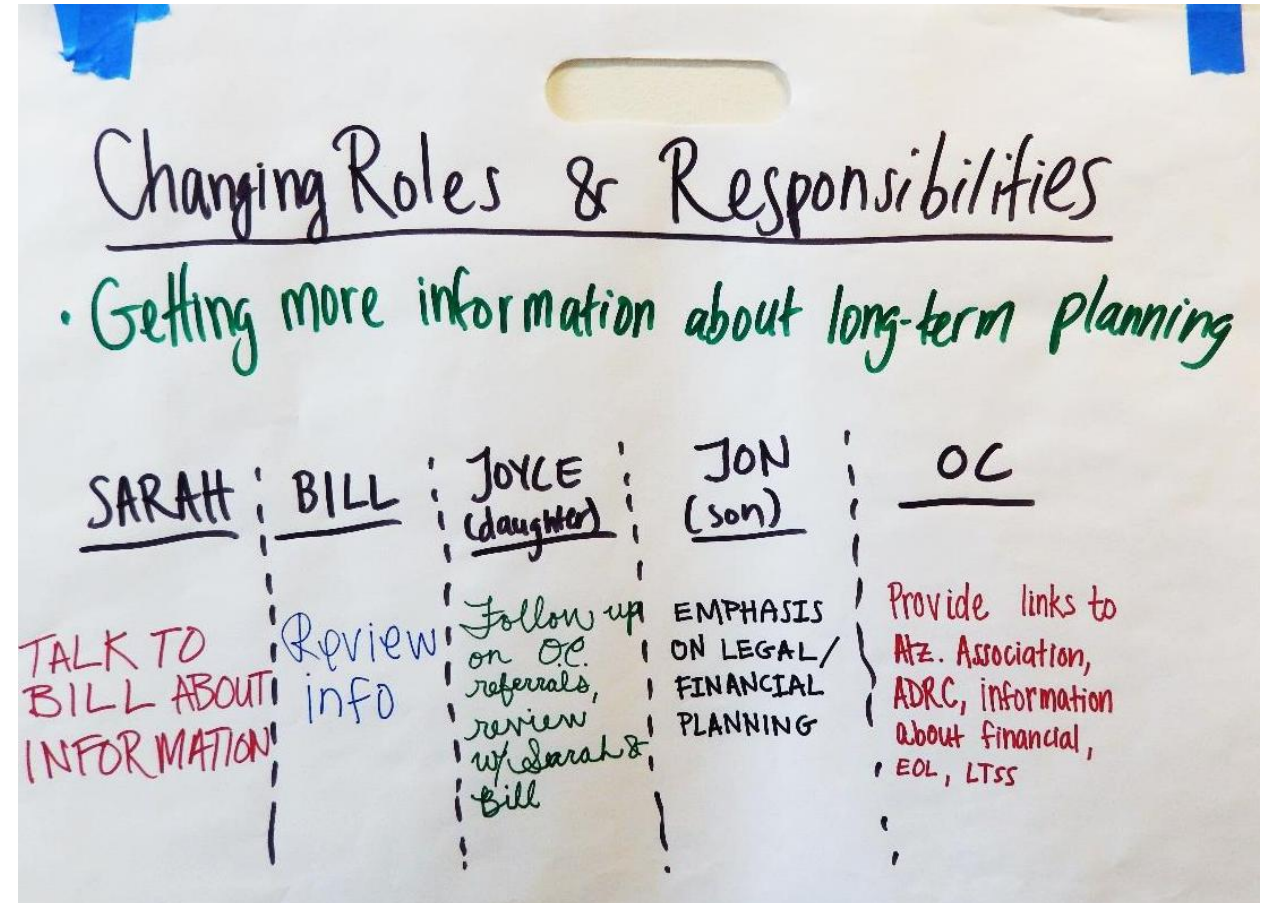 Changing Roles & Responsibilities
· Getting more information about long-term planning
SARAH
TALK TO
BILL ABOUT
INFORMATION
BILL
Review
info
JOYCE
(daughter)
Follow up
on O.C.
referrals,
review
w/ Sarah &
Bill
JON
(son)
EMPHASIS
ON LEGAL/
FINANCIAL
PLANNING
OC
Provide links to
Alz. Association,
ADRC, information
about financial,
EOL, LTSS